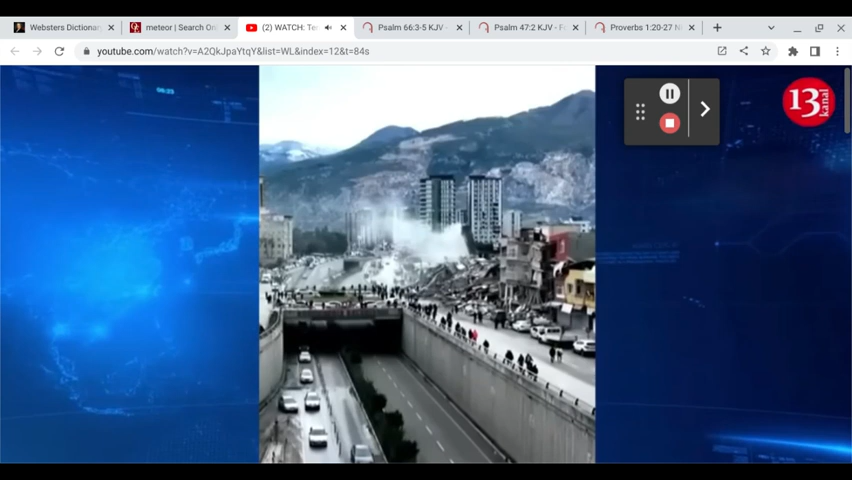 Websters Dictionary
meteor | Search On
(2) WATCH: Te
Psalm 66:3-5 KJV -
Psalm 47:2 KJV - F
Proverbs 1:20-27 N
youtube.com/watch?v=A2QkJpaYtqY&list=WL&index=12&t=84s
13
kanal